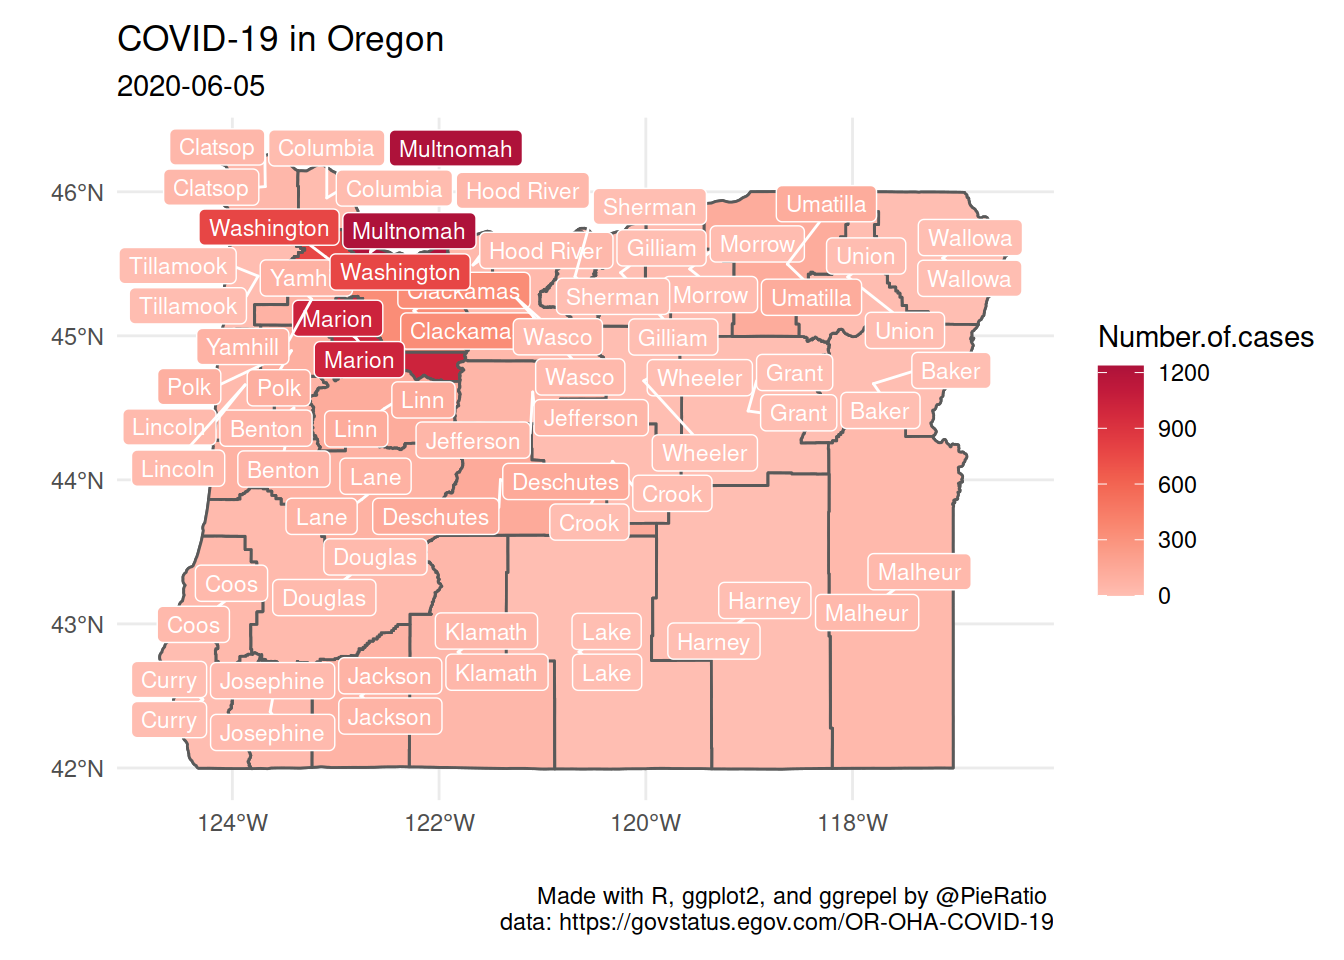 COVID-19 in Oregon
2020-06-05
Clatsop
Columbia
Multnomah
Clatsop
Columbia
Hood River
Sherman
Umatilla
Washington
Multnomah
Hood River
Gilliam
Morrow
Union
Wallowa
Wallowa
Tillamook
Yamh
Washington
Clackamas
Tillamook
Sherman
Morrow
Umatilla
Marion
Clackama
Wasco
Gilliam
Union
Yamhill
Marion
Polk
Polk
Wasco
Wheeler
Grant
Baker
Linn
Lincoln
Benton
Linn
Jefferson
Jefferson
Grant
Baker
Lincoln
Benton
Lane
Wheeler
Deschutes
Crook
Lane
Deschutes
Crook
Douglas
Malheur
Coos
Douglas
Harney
Malheur
Coos
Klamath
Lake
Harney
Curry
Josephine
Jackson
Klamath
Lake
Curry
Josephine
Jackson
46°N
45°N
44°N
43°N
42°N
124°W
122°W
120°W
118°W
Number.of.cases
1200
900
600
300
0
Made with R, ggplot2, and ggrepel by @PieRatio
data: https://govstatus.egov.com/OR-OHA-COVID-19